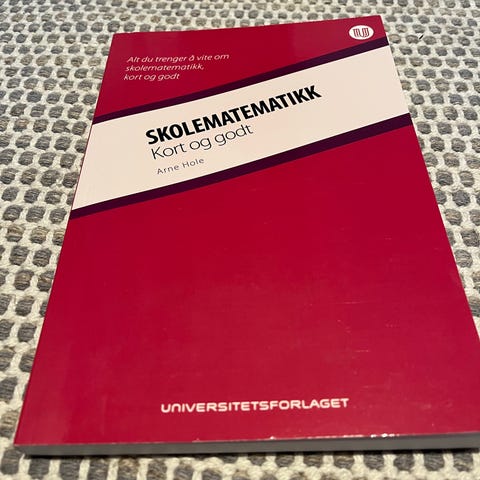 Alt du trenger å vite om
skolematematikk,
kort og godt
SKOLEMATEMATIKK
Kort og godt
Arne Hole
UNIVERSITETSFORLAGET